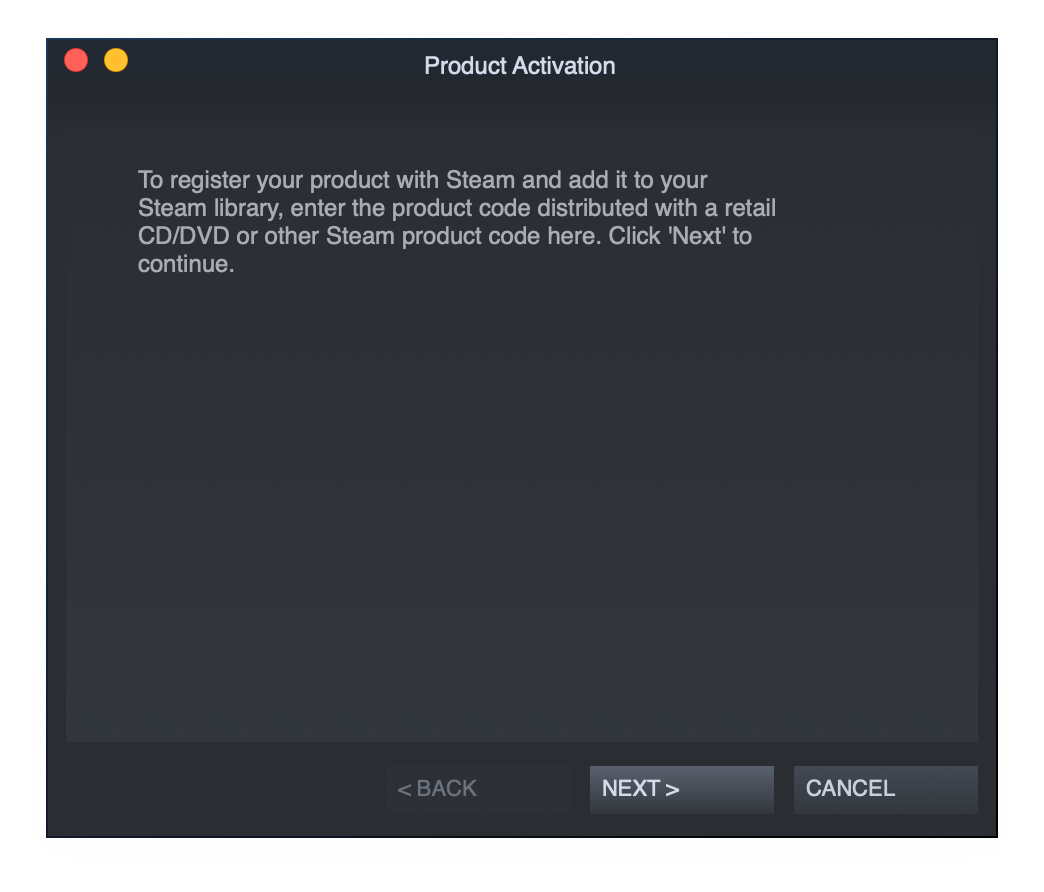 Product Activation
To register your product with Steam and add it to your
Steam library, enter the product code distributed with a retail
CD/DVD or other Steam product code here. Click 'Next' to
continue.
< BACK
NEXT >
CANCEL